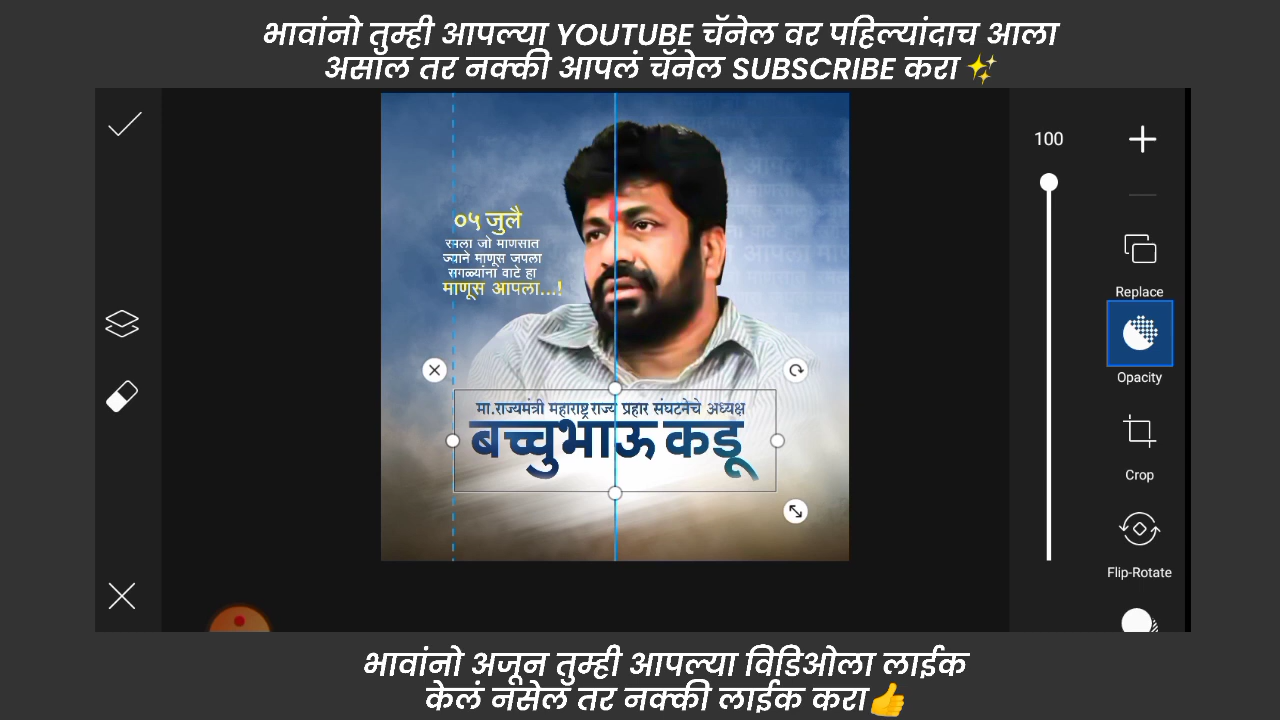 भावांनो तुम्ही आपल्या YOUTUBE चॅनेल वर पहिल्यांदाच आला
असाल तर नक्की आपलं चॅनेल SUBSCRIBE करा ✨
100
०५ जुलै
रमला जो माणसात
ज्याने माणूस जपला
सगळ्यांना वाटे हा
माणूस आपला...!
मा.राज्यमंत्री महाराष्ट्र राज्य प्रहार संघटनेचे अध्यक्ष
बच्चुभाऊ कडू
Replace
Opacity
Crop
Flip-Rotate
भावांनो अजून तुम्ही आपल्या विडिओला लाईक
केलं नसेल तर नक्की लाईक करा👍